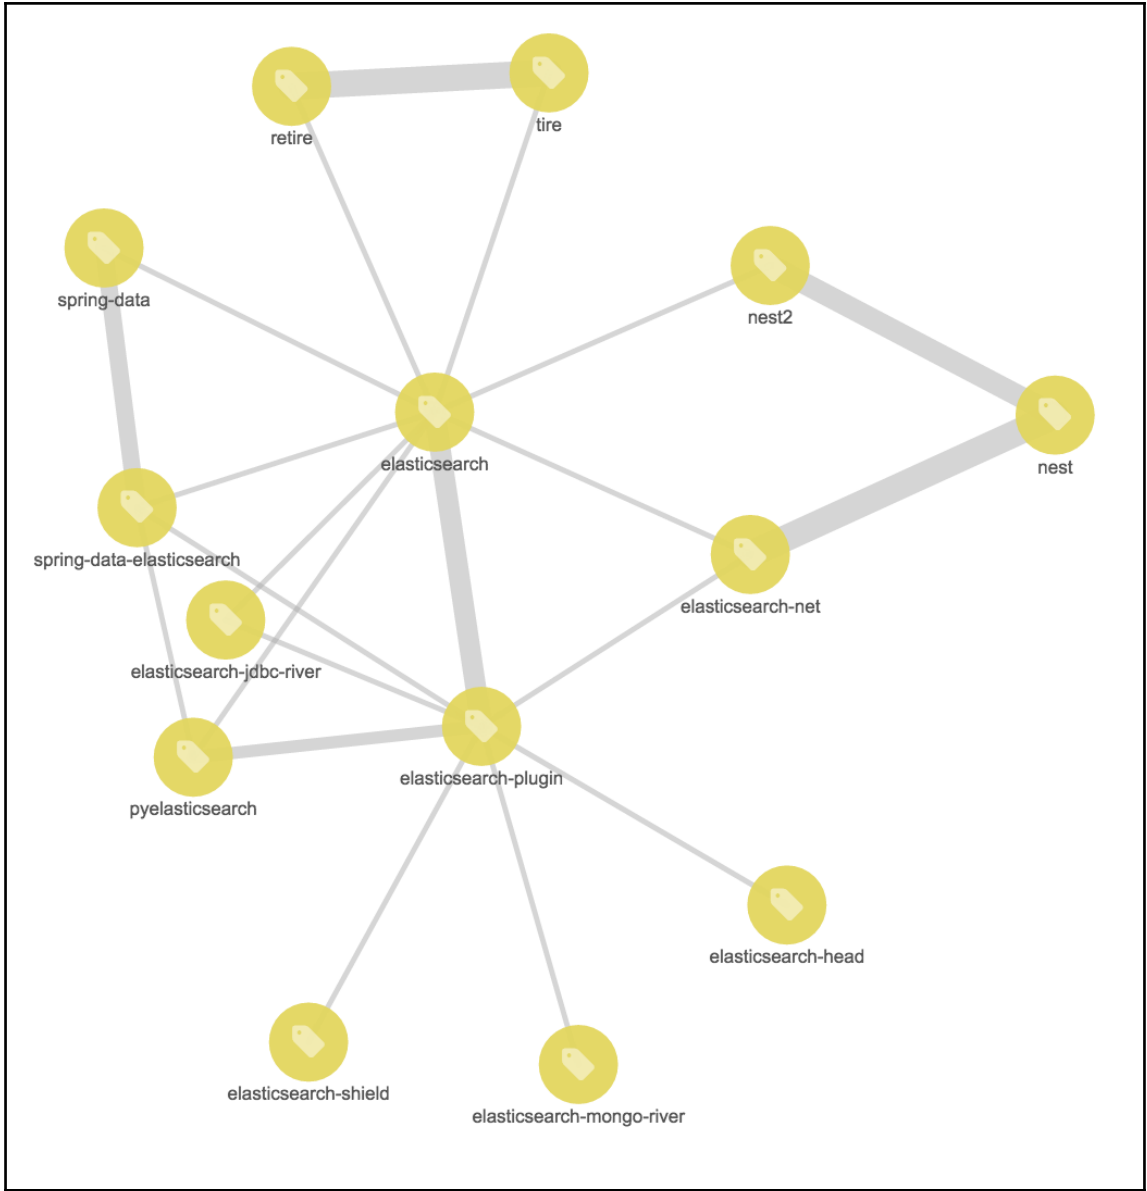 retire
tire
spring-data
nest2
elasticsearch
nest
spring-data-elasticsearch
elasticsearch-net
elasticsearch-jdbc-river
elasticsearch-plugin
pyelasticsearch
elasticsearch-head
elasticsearch-shield
elasticsearch-mongo-river